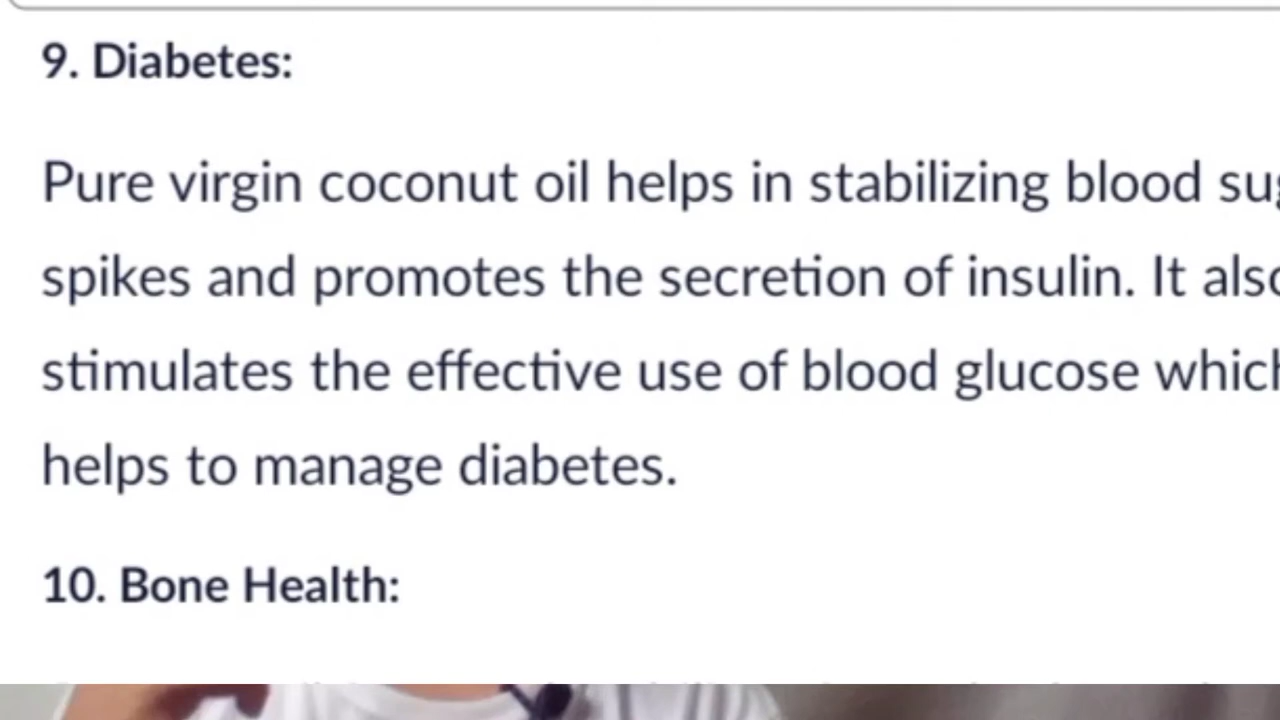 9. Diabetes:
Pure virgin coconut oil helps in stabilizing blood
spikes and promotes the secretion of insulin. It
stimulates the effective use of blood glucose
helps to manage diabetes.
10. Bone Health: